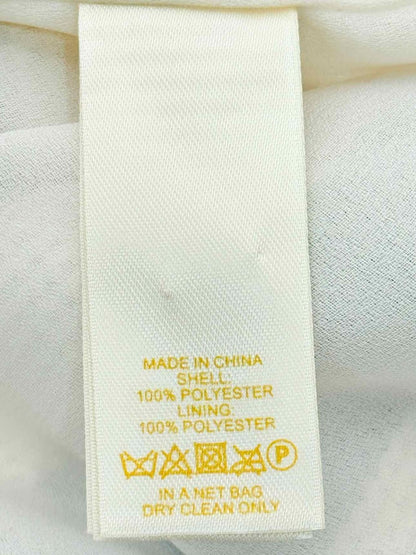 MADE IN CHINA
SHELL:
100% POLYESTER
LINING:
100% POLYESTER
P
IN A NET BAG
DRY CLEAN ONLY